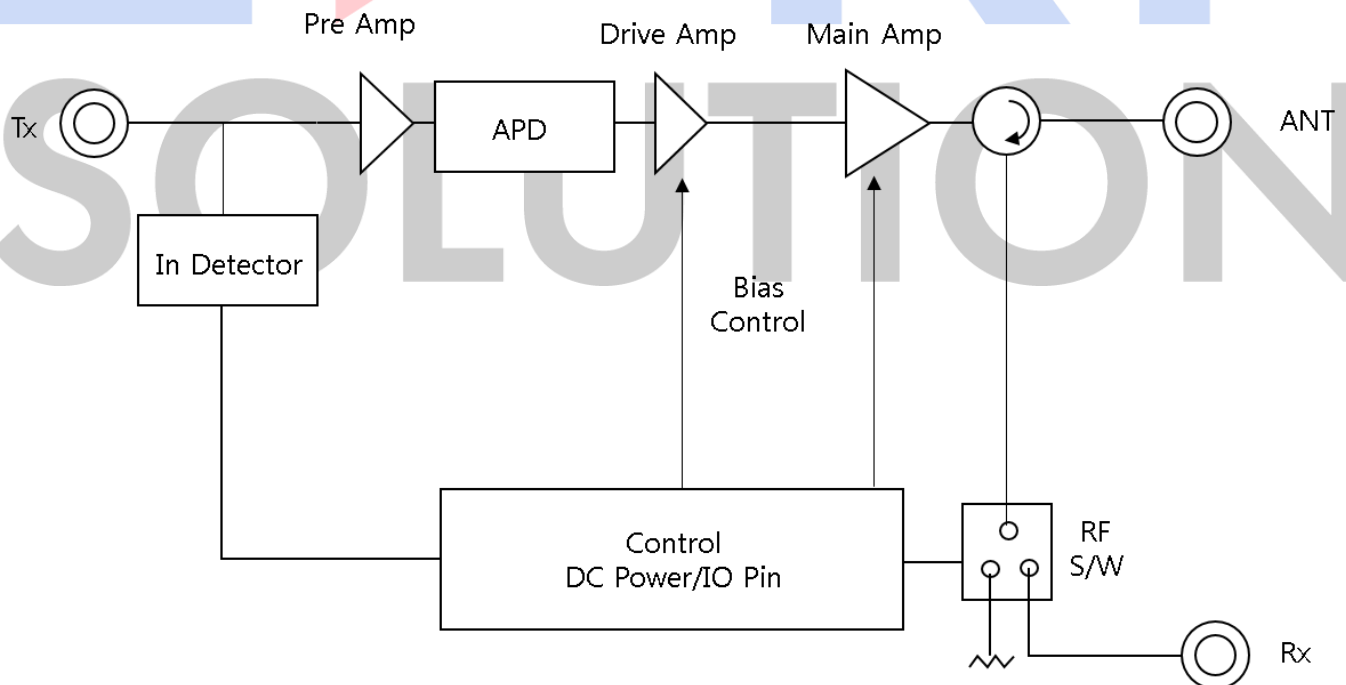 Pre Amp
Drive Amp
Main Amp
Tx
APD
ANT
In Detector
Bias
Control
Control
DC Power/IO Pin
RF
S/W
Rx
SOLUTION